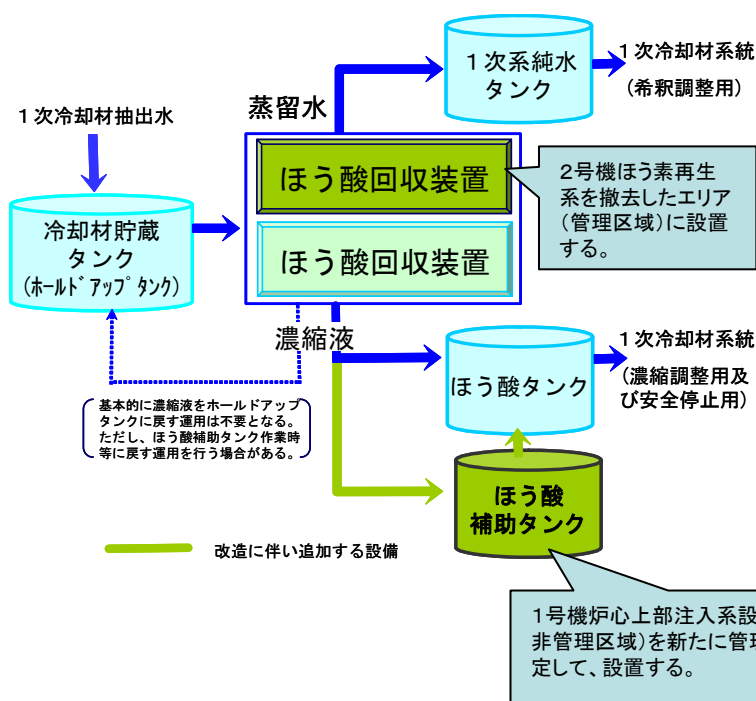 1次系純水
タンク
1次冷却材系統
(希釈調整用)
蒸留水
1次冷却材抽出水
ほう酸回収装置
2号機ほう素再生
系を撤去したエリア
(管理区域)に設置
する。
冷却材貯蔵
タンク
(ﾎｰﾙﾄﾞｱｯﾌﾟﾀﾝｸ)
ほう酸回収装置
濃縮液
1次冷却材系統
(濃縮調整用及
び安全停止用)
ほう酸タンク
基本的に濃縮液をホールドアップ
タンクに戻す運用は不要となる。
ただし、ほう酸補助タンク作業時
等に戻す運用を行う場合がある。
ほう酸
補助タンク
改造に伴い追加する設備
1号機炉心上部注入系設
非管理区域)を新たに管理
定して、設置する。